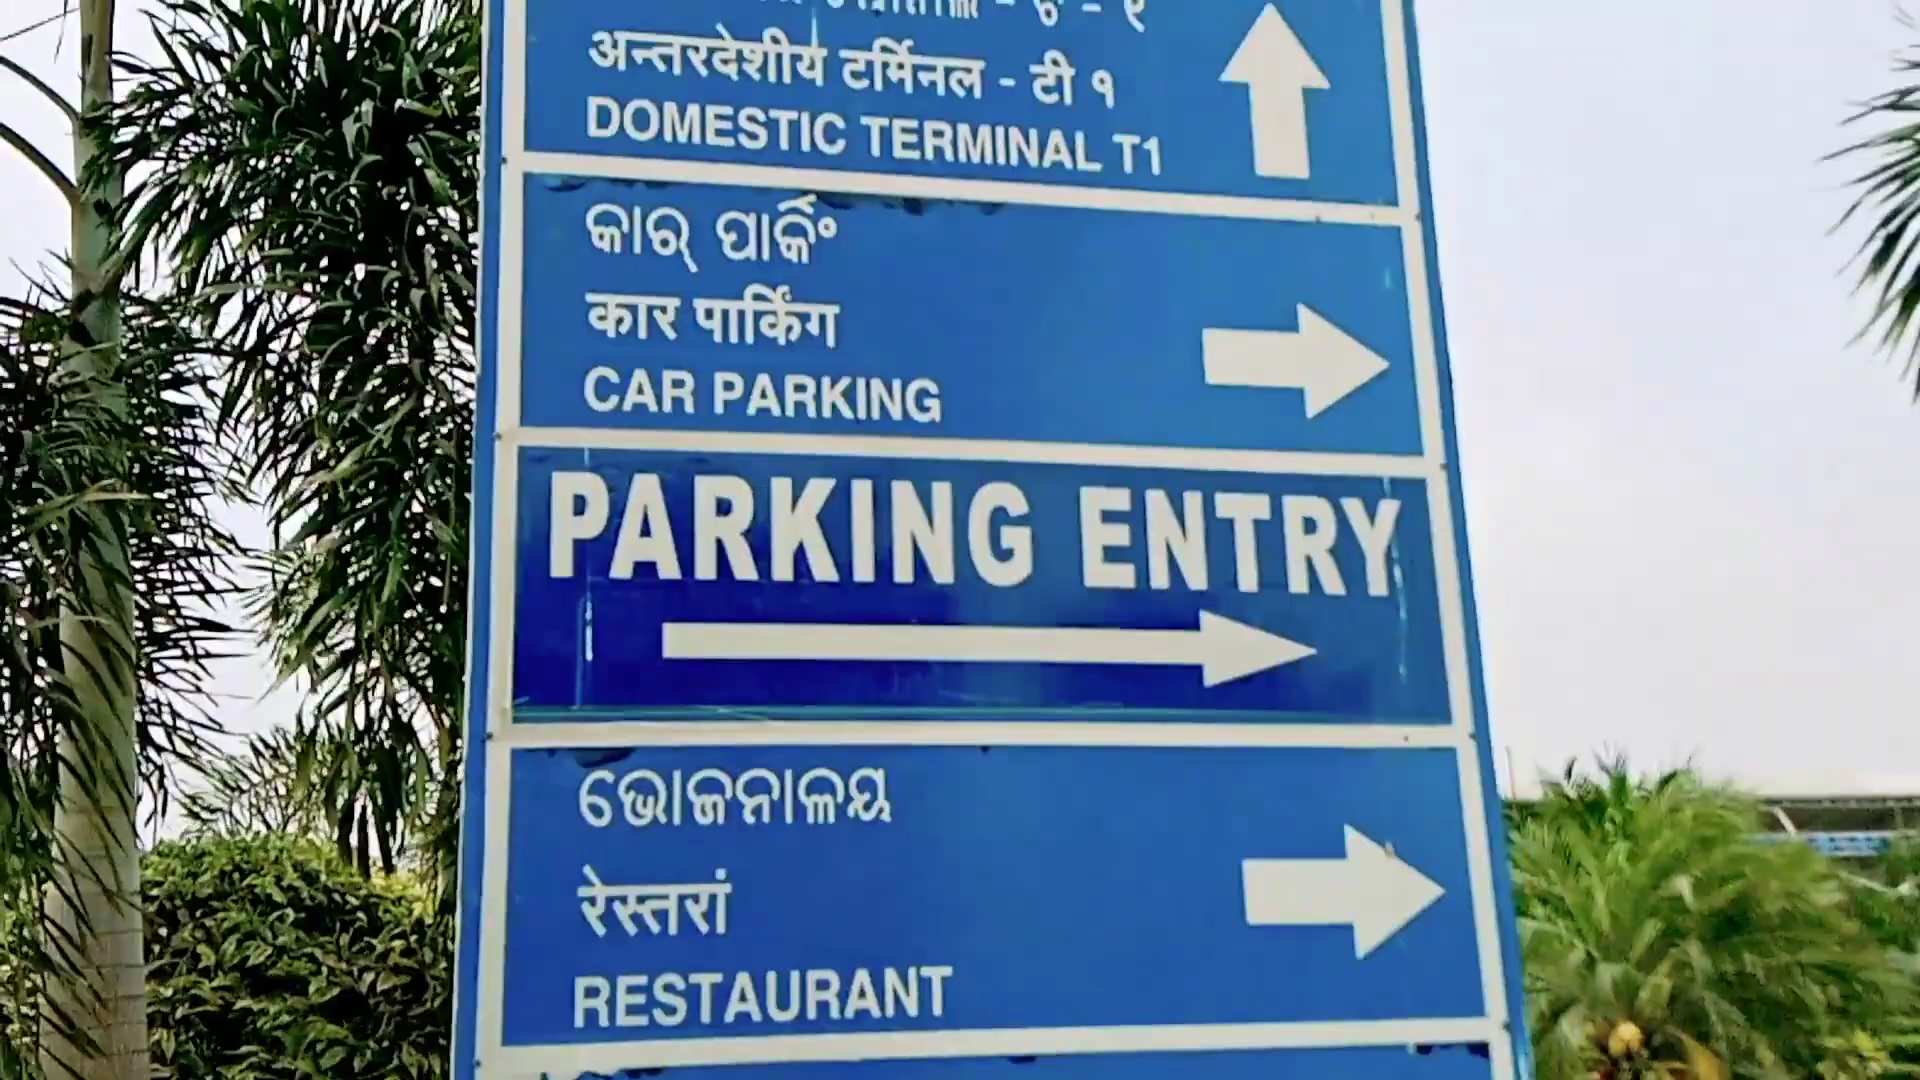 अन्तरदेशीय टर्मिनल - टी १
DOMESTIC TERMINAL T1
କାର୍ ପାର୍କିଂ
कार पार्किंग
CAR PARKING
PARKING ENTRY
ଭୋଜନାଳୟ
रेस्तरां
RESTAURANT